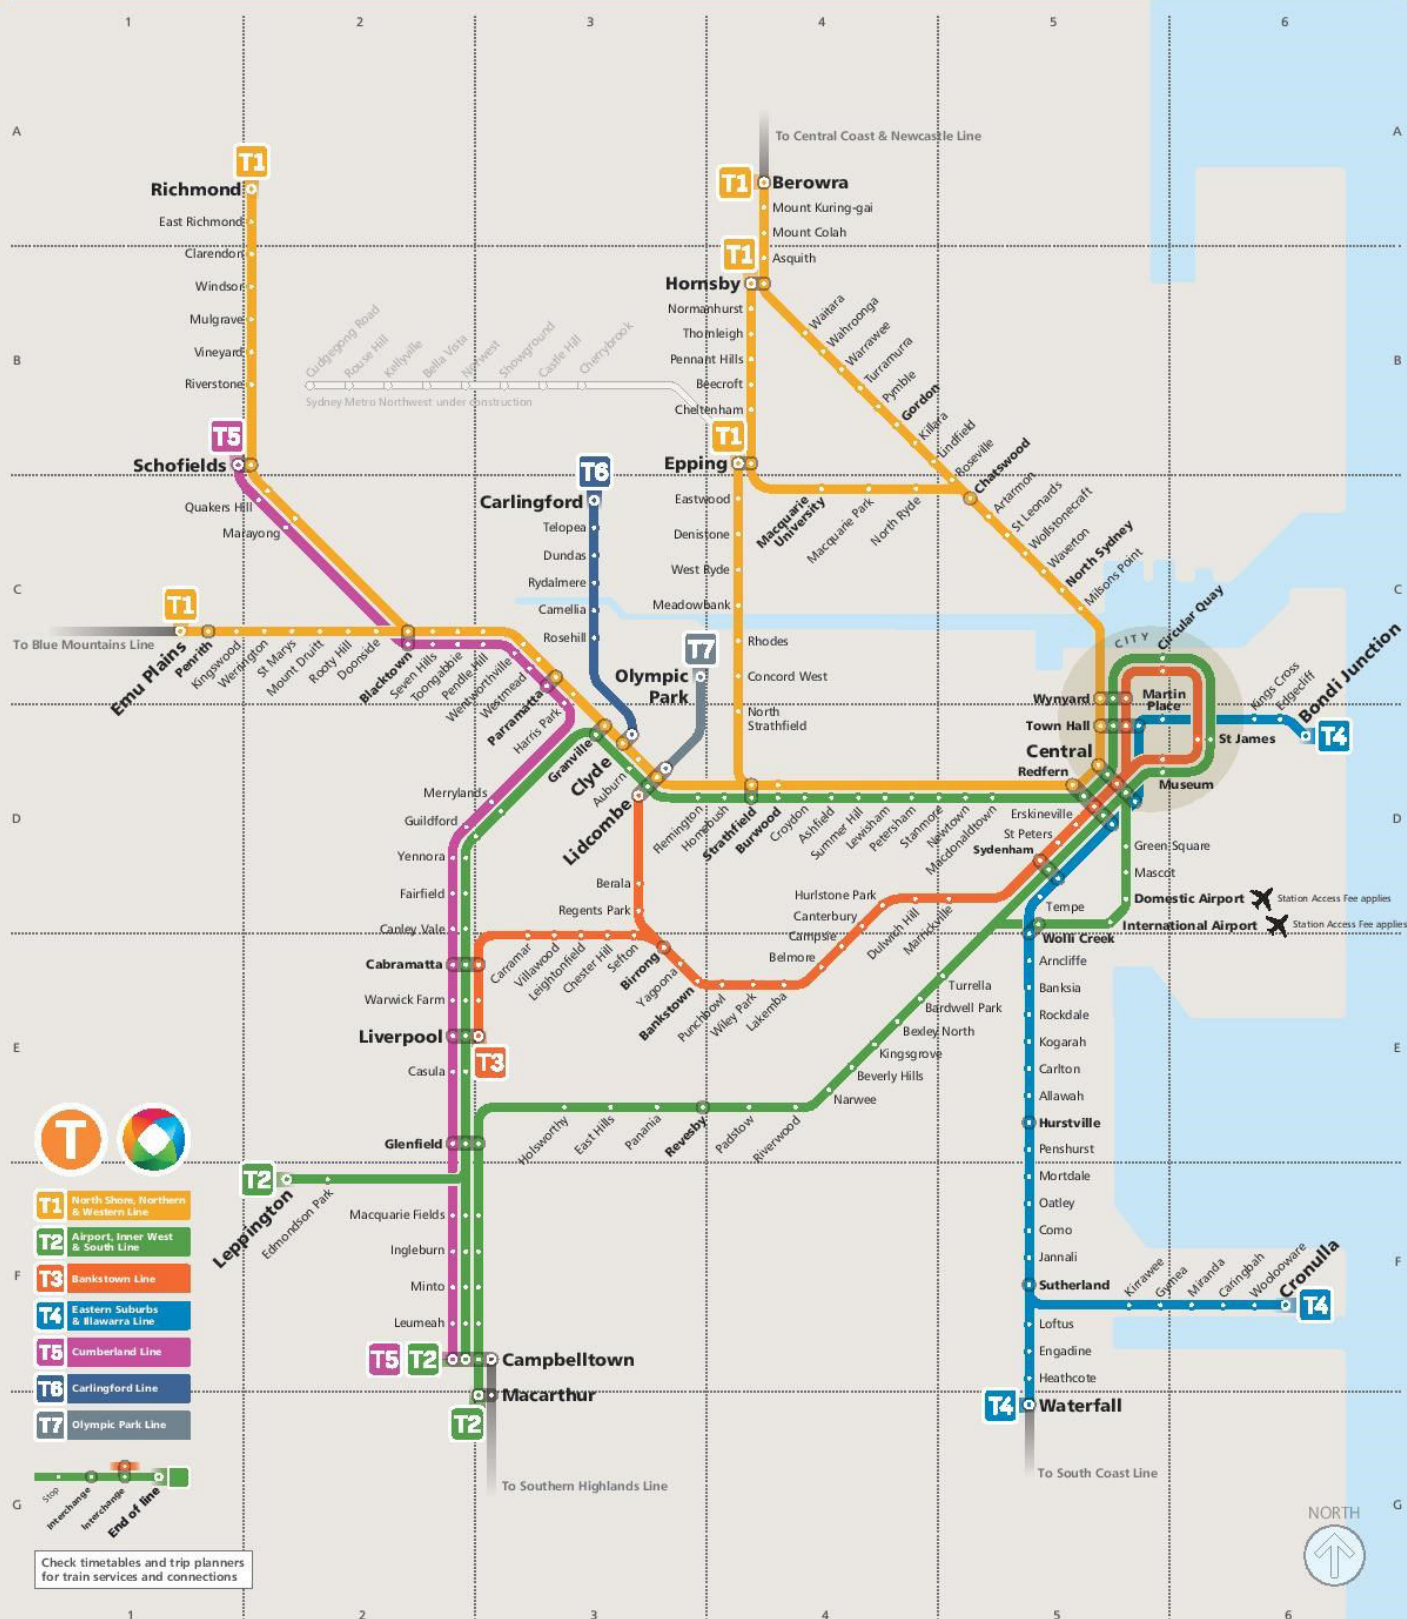 1 2 3 4 5 6
A
A
To Central Coast & Newcastle Line
T1
Richmond
East Richmond
Clarendon
Windsor
Mulgrave
Vineyard
Riverstone
T5
Schofields
Quakers Hill
Marayong
T1
Berowra
Mount Kuring-gai
Mount Colah
Asquith
T1
Hornsby
Normanhurst
Thornleigh
Pennant Hills
Beecroft
Cheltenham
T1
Epping
Waitara
Wahroonga
Warrawee
Turramurra
Pymble
Gordon
Killara
Lindfield
Roseville
Chatswood
Artarmon
St Leonards
Wollstonecraft
Waverton
North Sydney
Milsons Point
B
B
Cudgegong Road
Rouse Hill
Kellyville
Bella Vista
Norwest
Showground
Castle Hill
Cherrybrook
Sydney Metro Northwest under construction
T6
Carlingford
Telopea
Dundas
Rydalmere
Camellia
Rosehill
Eastwood
Denistone
West Ryde
Meadowbank
Rhodes
Concord West
North
Strathfield
Macquarie
University
Macquarie Park
North Ryde
C
C
T1
To Blue Mountains Line
Emu Plains
Penrith
Kingswood
Werrington
St Marys
Mount Druitt
Rooty Hill
Doonside
Blacktown
Seven Hills
Toongabbie
Pendle Hill
Wentworthville
Westmead
Parramatta
Harris Park
Granville
Clyde
Auburn
Lidcombe
T7
Olympic
Park
CITY
Circular Quay
Wynyard
Martin
Place
Town Hall
Central
St James
Redfern
Museum
Kings Cross
Edgecliff
Bondi Junction
T4
D
D
Merrylands
Guildford
Yennora
Fairfield
Canley Vale
Cabramatta
Warwick Farm
Liverpool
T3
Casula
Glenfield
Flemington
Homebush
Strathfield
Burwood
Croydon
Ashfield
Summer Hill
Lewisham
Petersham
Stanmore
Newtown
Macdonaldtown
Erskineville
St Peters
Sydenham
Green Square
Mascot
Domestic Airport
Station Access Fee applies
International Airport
Station Access Fee applies
Berala
Regents Park
Carramar
Villawood
Leightonfield
Chester Hill
Sefton
Birrong
Yagoona
Bankstown
Punchbowl
Wiley Park
Lakemba
Belmore
Campsie
Canterbury
Hurlstone Park
Dulwich Hill
Marrickville
Tempe
Wolli Creek
Arncliffe
Banksia
Rockdale
Kogarah
Carlton
Allawah
Hurstville
Penshurst
Mortdale
Oatley
Como
Jannali
Sutherland
Loftus
Engadine
Heathcote
T4
Waterfall
To South Coast Line
Kirrawee
Gymea
Miranda
Caringbah
Woolooware
Cronulla
T4
E
E
Turrella
Bardwell Park
Bexley North
Kingsgrove
Beverly Hills
Narwee
Riverwood
Padstow
Revesby
Panania
East Hills
Holsworthy
T2
Leppington
Edmondson Park
F
F
Macquarie Fields
Ingleburn
Minto
Leumeah
T5 T2
Campbelltown
Macarthur
T2
To Southern Highlands Line
T
T1 North Shore, Northern
& Western Line
T2 Airport, Inner West
& South Line
T3 Bankstown Line
T4 Eastern Suburbs
& Illawarra Line
T5 Cumberland Line
T6 Carlingford Line
T7 Olympic Park Line
Stop
Interchange
Interchange
End of line
G
G
Check timetables and trip planners
for train services and connections
NORTH
1 2 3 4 5 6